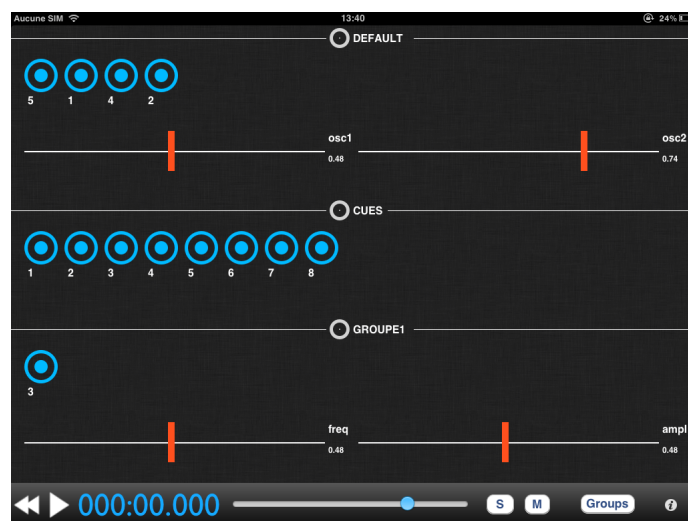 Aucune SIM 13:40 24%
DEFAULT
5 1 4 2
osc1 osc2
0.48 0.74
CUES
1 2 3 4 5 6 7 8
GROUPE1
3
freq ampl
0.48 0.48
000:00.000 S M Groups i